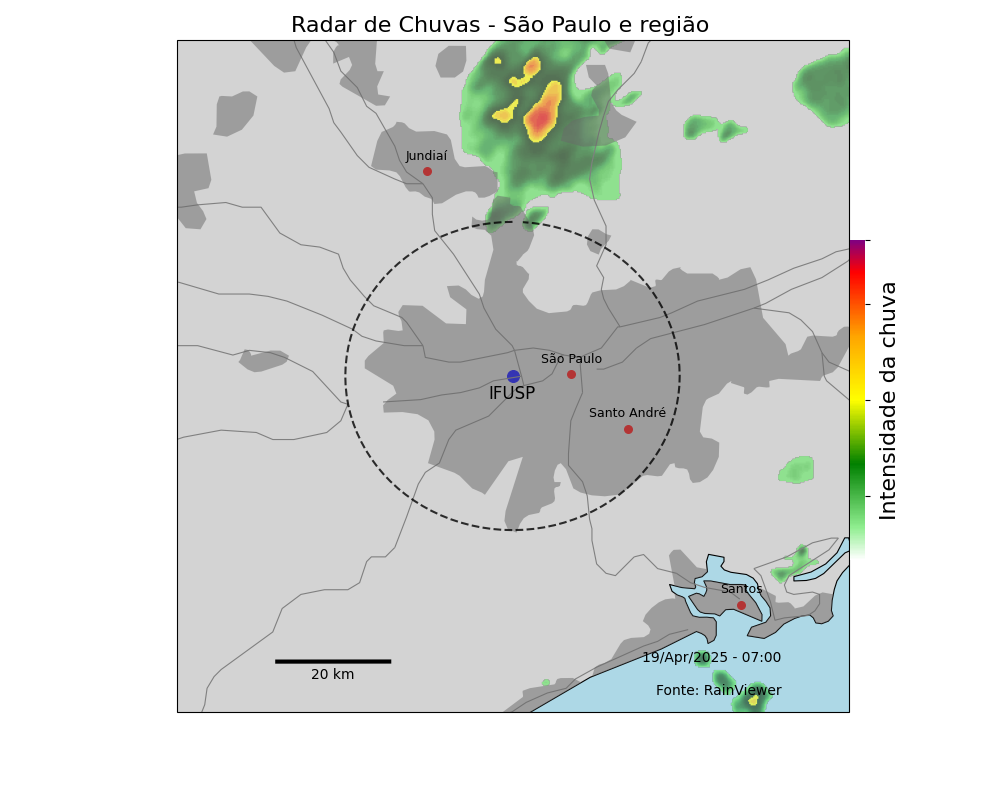 Radar de Chuvas - São Paulo e região
Jundiaí
São Paulo
IFUSP
Santo André
Intensidade da chuva
Santos
19/Apr/2025 - 07:00
20 km
Fonte: RainViewer